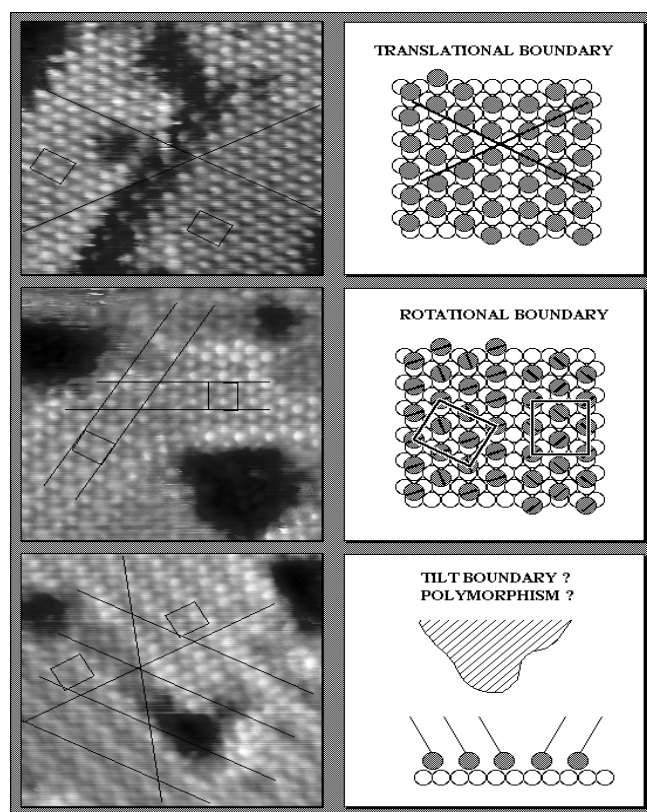 TRANSLATIONAL BOUNDARY
ROTATIONAL BOUNDARY
TILT BOUNDARY ?
POLYMORPHISM ?